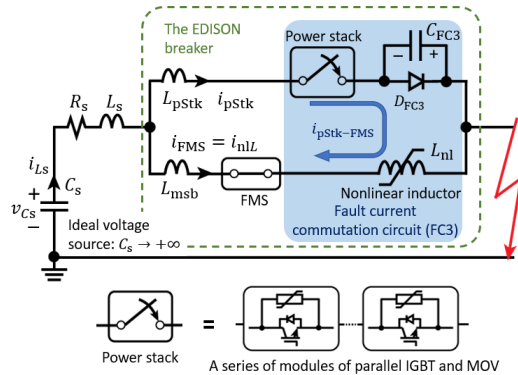 The EDISON
breaker
Power stack
C_FC3
− +
D_FC3
R_s L_s
L_pStk i_pStk
i_pStk−FMS
i_FMS = i_nlL
L_nl
i_Ls
L_msb
FMS
C_s
+
v_Cs
−
Nonlinear inductor
Ideal voltage
source: C_s → +∞
Fault current
commutation circuit (FC3)
=
Power stack
A series of modules of parallel IGBT and MOV